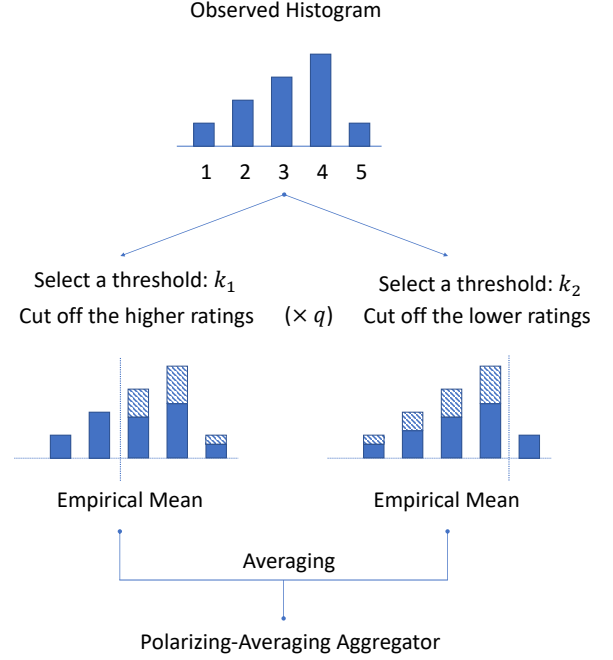 Observed Histogram
1 2 3 4 5
Select a threshold: k₁
Cut off the higher ratings
(× q)
Select a threshold: k₂
Cut off the lower ratings
Empirical Mean
Empirical Mean
Averaging
Polarizing-Averaging Aggregator